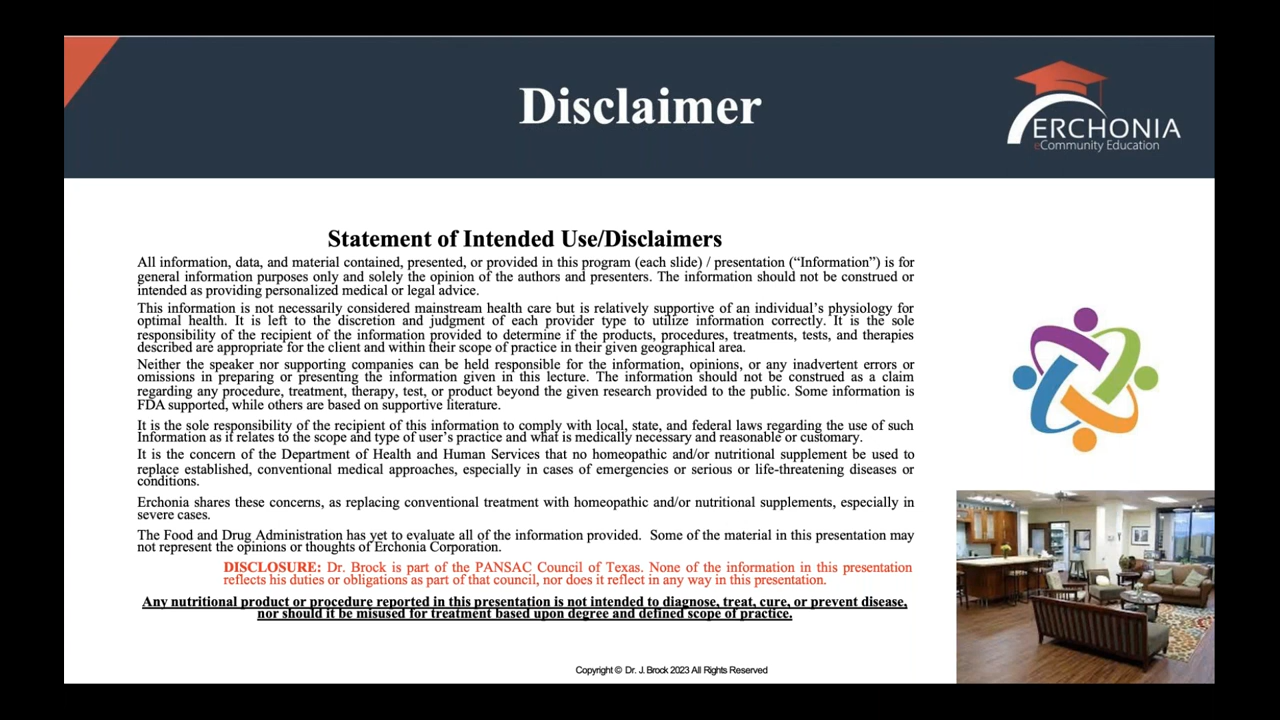 Disclaimer
ERCHONIA
eCommunity Education
Statement of Intended Use/Disclaimers
All information, data, and material contained, presented, or provided in this program (each slide) / presentation (“Information”) is for
general information purposes only and solely the opinion of the authors and presenters. The information should not be construed or
intended as providing personalized medical or legal advice.
This information is not necessarily considered mainstream health care but is relatively supportive of an individual’s physiology for
optimal health. It is left to the discretion and judgment of each provider type to utilize information correctly. It is the sole
responsibility of the recipient of the information provided to determine if the products, procedures, treatments, tests, and therapies
described are appropriate for the client and within their scope of practice in their given geographical area.
Neither the speaker nor supporting companies can be held responsible for the information, opinions, or any inadvertent errors or
omissions in preparing or presenting the information given in this lecture. The information should not be construed as a claim
regarding any procedure, treatment, therapy, test, or product beyond the given research provided to the public. Some information is
FDA supported, while others are based on supportive literature.
It is the sole responsibility of the recipient of this information to comply with local, state, and federal laws regarding the use of such
Information as it relates to the scope and type of user’s practice and what is medically necessary and reasonable or customary.
It is the concern of the Department of Health and Human Services that no homeopathic and/or nutritional supplement be used to
replace established, conventional medical approaches, especially in cases of emergencies or serious or life-threatening diseases or
conditions.
Erchonia shares these concerns, as replacing conventional treatment with homeopathic and/or nutritional supplements, especially in
severe cases.
The Food and Drug Administration has yet to evaluate all of the information provided. Some of the material in this presentation may
not represent the opinions or thoughts of Erchonia Corporation.
DISCLOSURE: Dr. Brock is part of the PANSAC Council of Texas. None of the information in this presentation
reflects his duties or obligations as part of that council, nor does it reflect in any way in this presentation.
Any nutritional product or procedure reported in this presentation is not intended to diagnose, treat, cure, or prevent disease,
nor should it be misused for treatment based upon degree and defined scope of practice.
Copyright © Dr. J. Brock 2023 All Rights Reserved